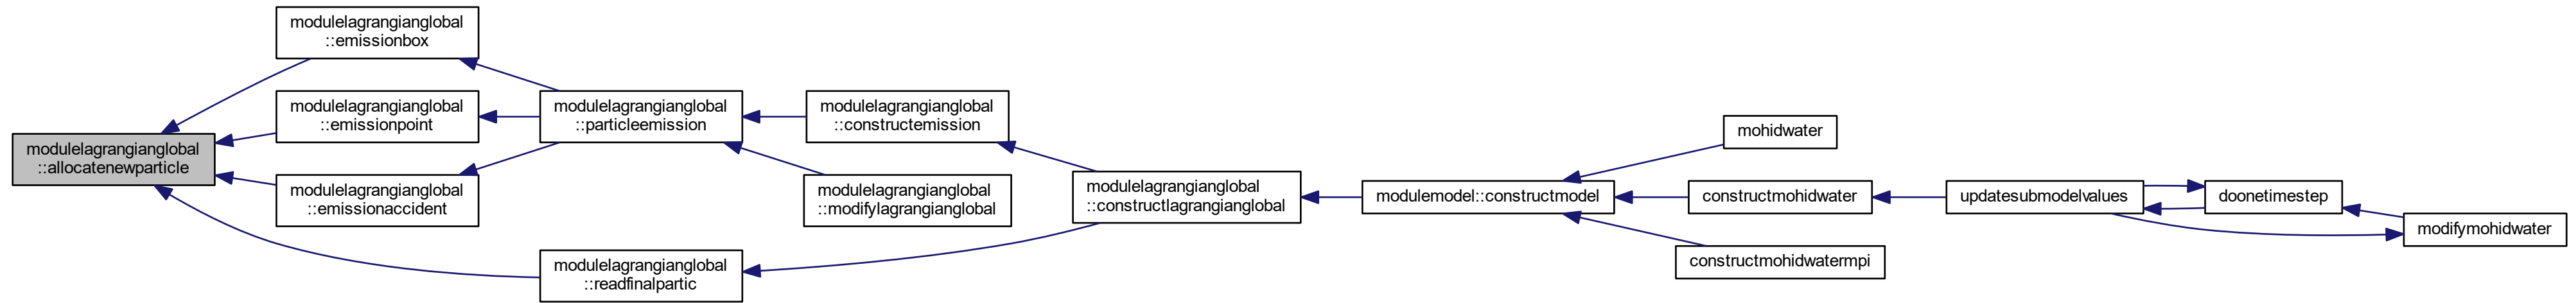 modulelagrangianglobal
::allocatenewparticle
modulelagrangianglobal
::emissionbox
modulelagrangianglobal
::emissionpoint
modulelagrangianglobal
::emissionaccident
modulelagrangianglobal
::particleemission
modulelagrangianglobal
::readfinalpartic
modulelagrangianglobal
::constructemission
modulelagrangianglobal
::modifylagrangianglobal
modulelagrangianglobal
::constructlagrangianglobal
modulemodel::constructmodel
mohidwater
constructmohidwater
constructmohidwatermpi
updatesubmodelvalues
doonetimestep
modifymohidwater